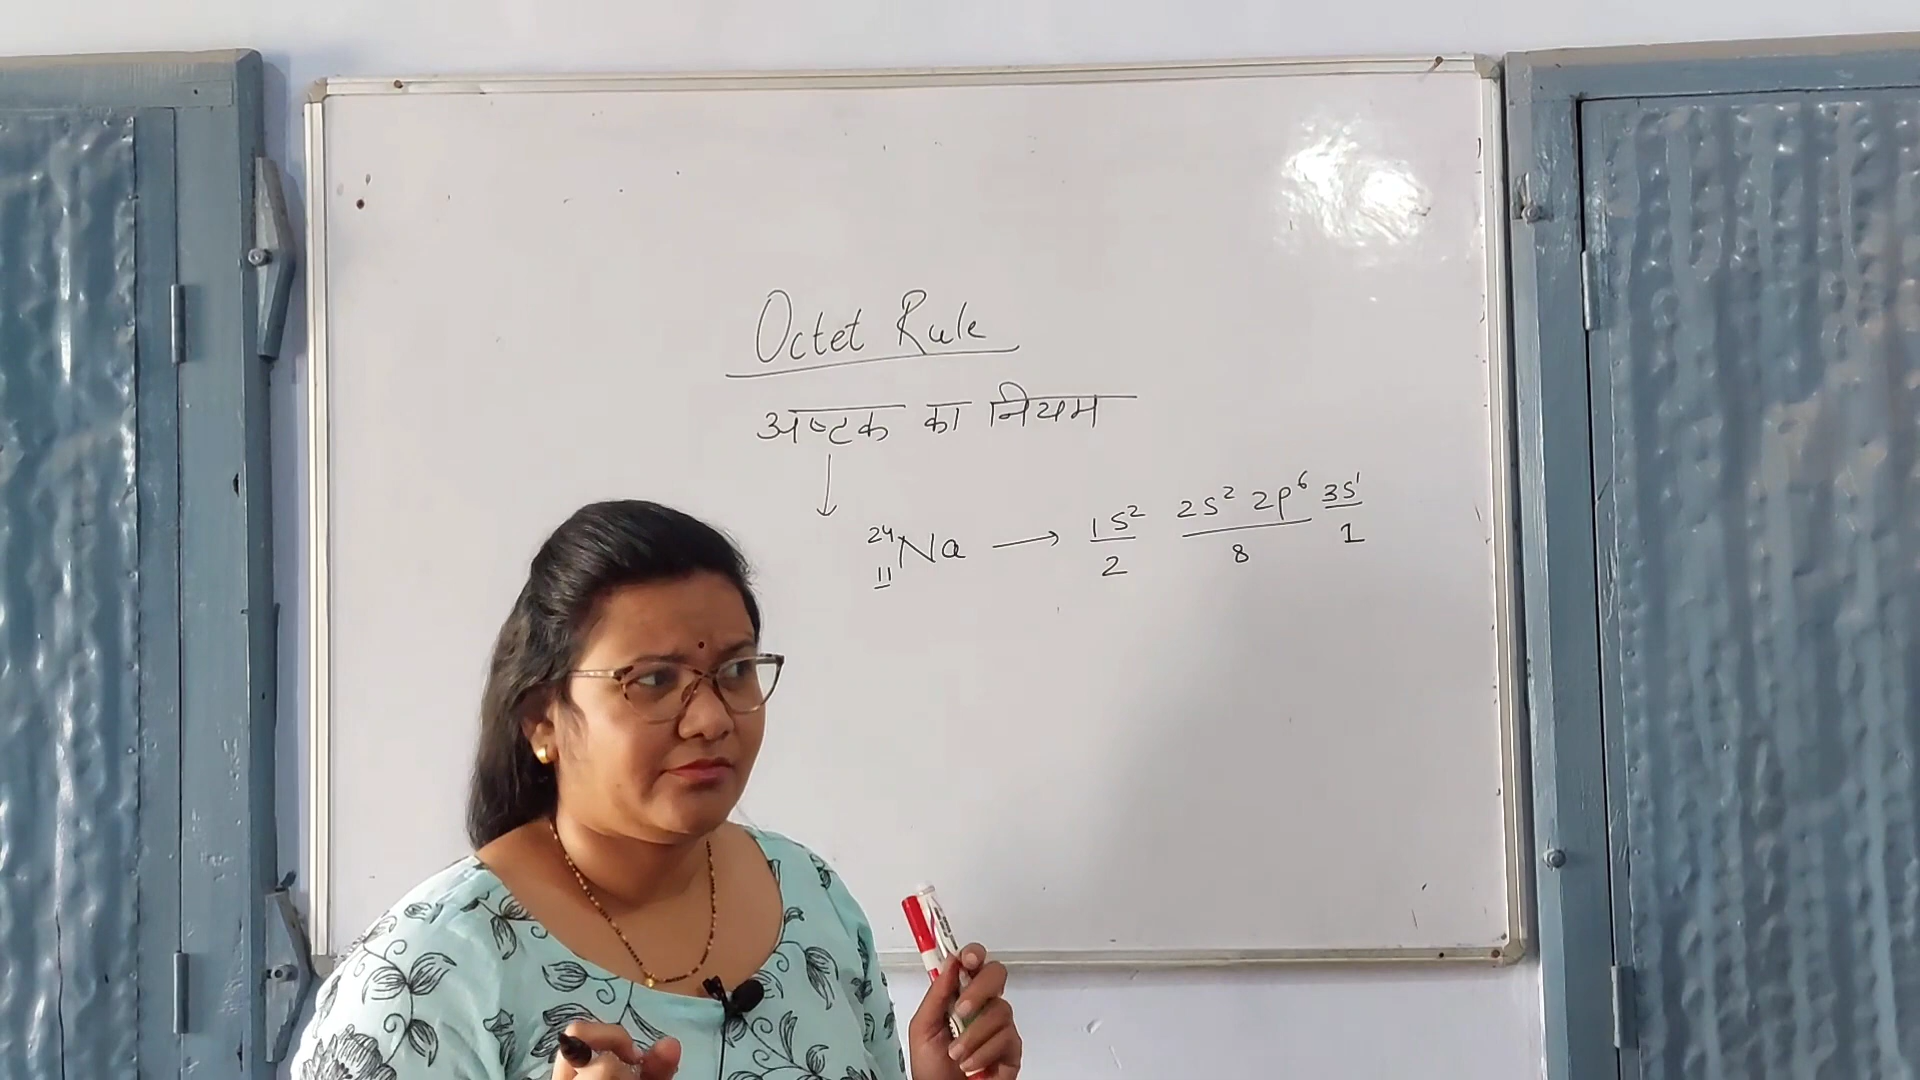 Octet Rule
अष्टक का नियम
²⁴₁₁Na → 1s² 2s² 2p⁶ 3s¹
2 8 1